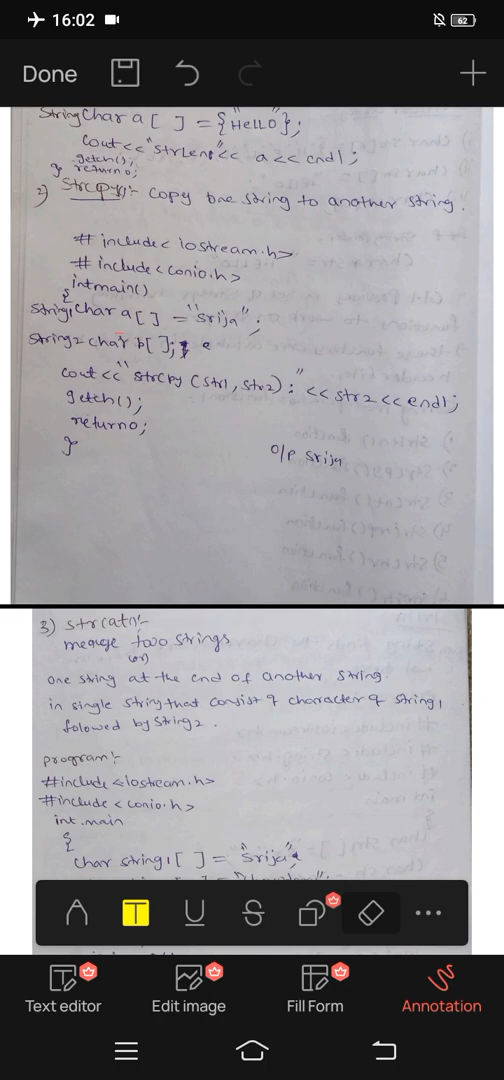 16:02
62
Done
String Char a [ ] = {"HeLLO"};
Cout << "strLen" << a << endl;
getch();
return 0;
}
2) Strcpy():- Copy one string to another string.
# include < iostream.h>
# include < conio.h>
int main()
{
String1 Char a [ ] = "Srija";
String2 char b[ ];
cout << "strcpy (str1, str2): " << str2 << endl;
getch();
return 0;
}
O/P Srija
3) strcat():-
merge two strings
(or)
one string at the end of another string.
in single string that consist of character of string1
folowed by string2.
program:-
#include <iostream.h>
#include < conio.h>
int.main
{
char string1 [ ] = "Srija";
T
U
S
Text editor
Edit image
Fill Form
Annotation